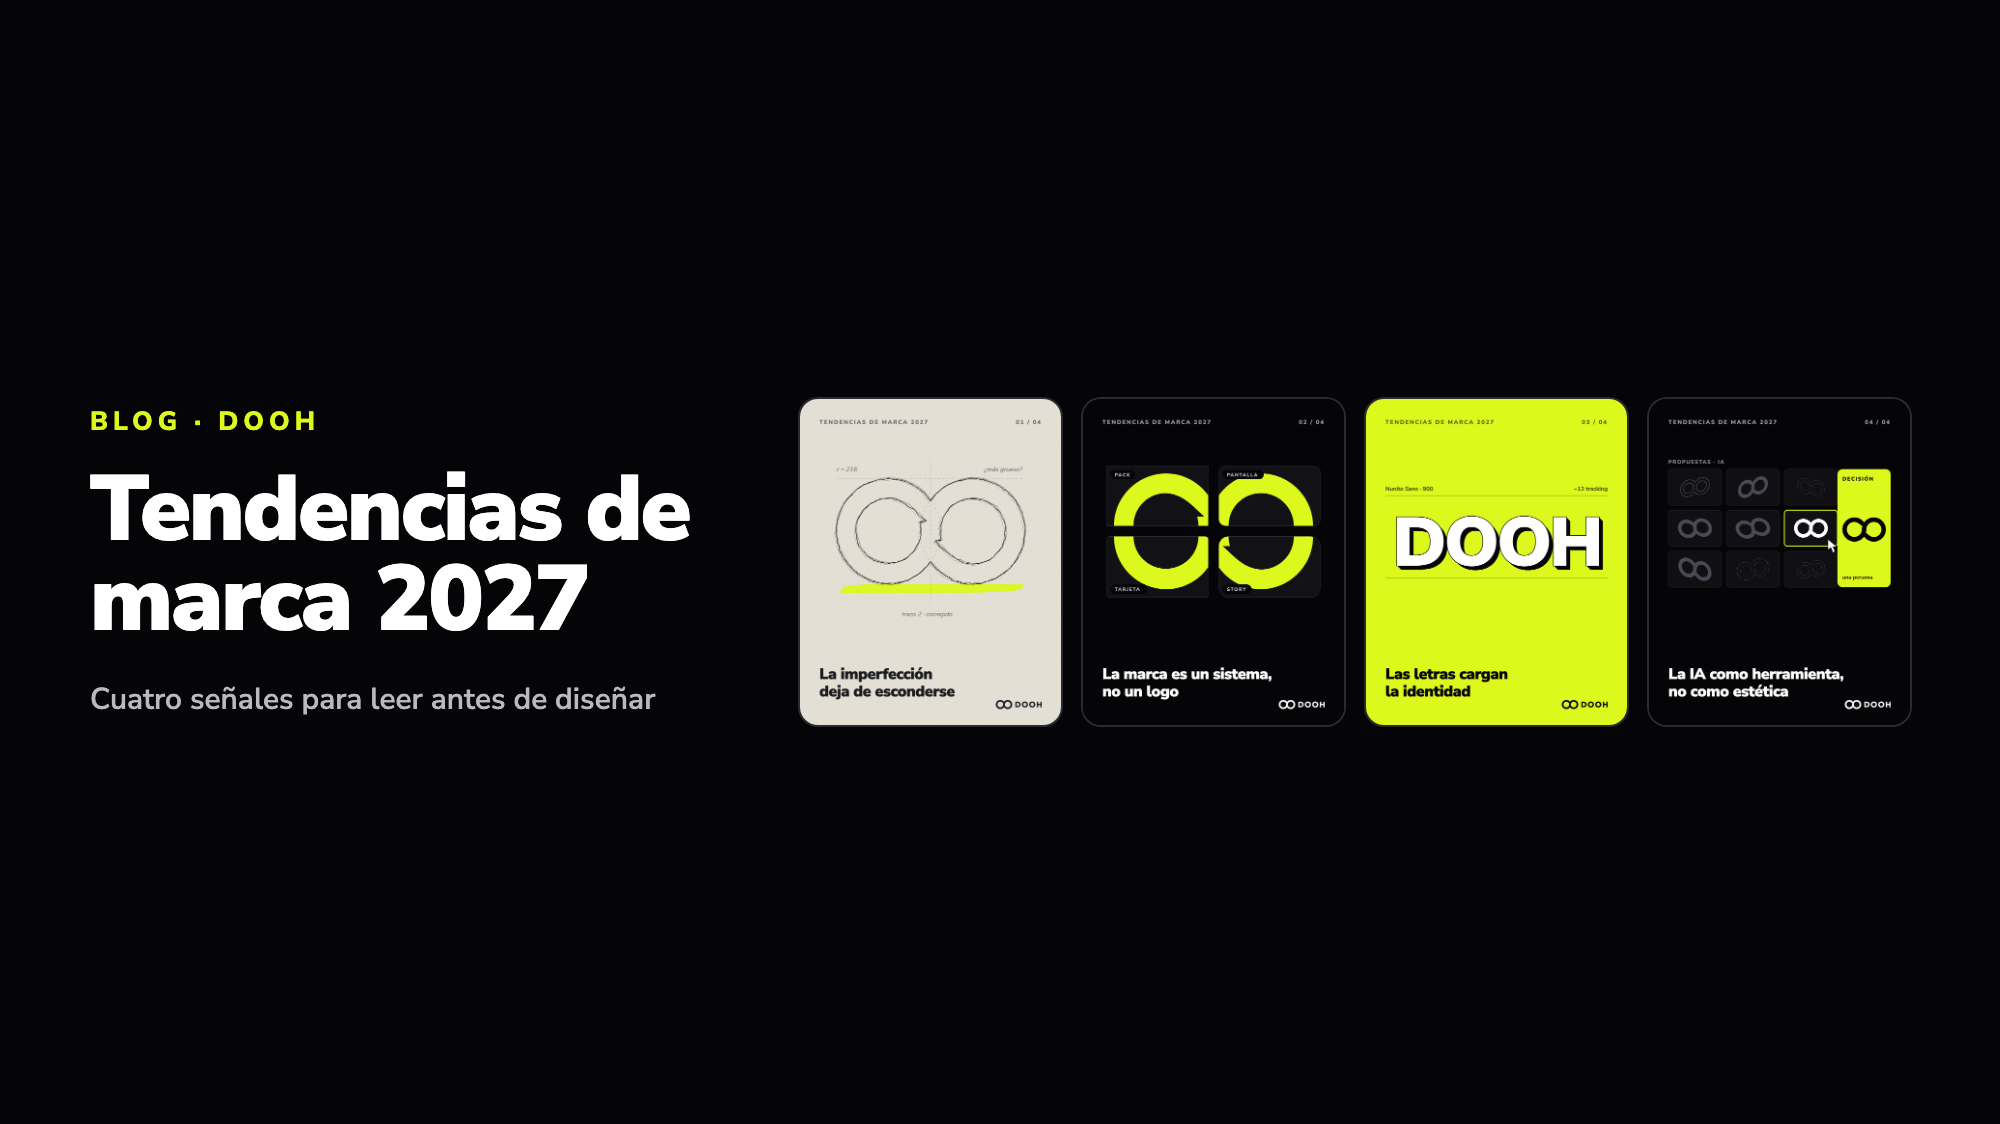 BLOG · DOOH
Tendencias de
marca 2027
Cuatro señales para leer antes de diseñar
TENDENCIAS DE MARCA 2027
01 / 04
r = 216
¿más grueso?
trazo 2 · corregido
La imperfección
deja de esconderse
DOOH
TENDENCIAS DE MARCA 2027
02 / 04
PACK
PANTALLA
TARJETA
STORY
La marca es un sistema,
no un logo
DOOH
TENDENCIAS DE MARCA 2027
03 / 04
Nunito Sans · 900
−12 tracking
DOOH
Las letras cargan
la identidad
DOOH
TENDENCIAS DE MARCA 2027
04 / 04
PROPUESTAS · IA
DECISIÓN
una persona
La IA como herramienta,
no como estética
DOOH